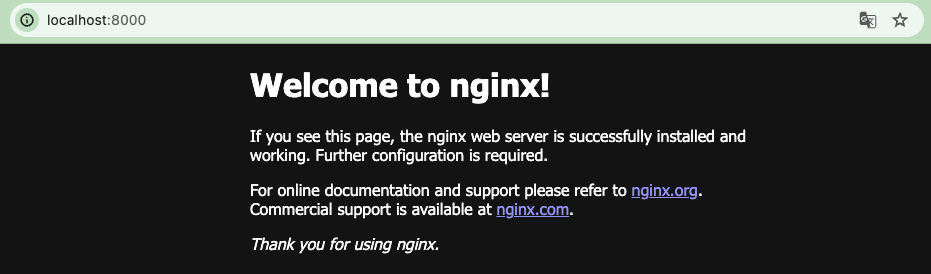 localhost:8000
Welcome to nginx!
If you see this page, the nginx web server is successfully installed and
working. Further configuration is required.
For online documentation and support please refer to nginx.org.
Commercial support is available at nginx.com.
Thank you for using nginx.